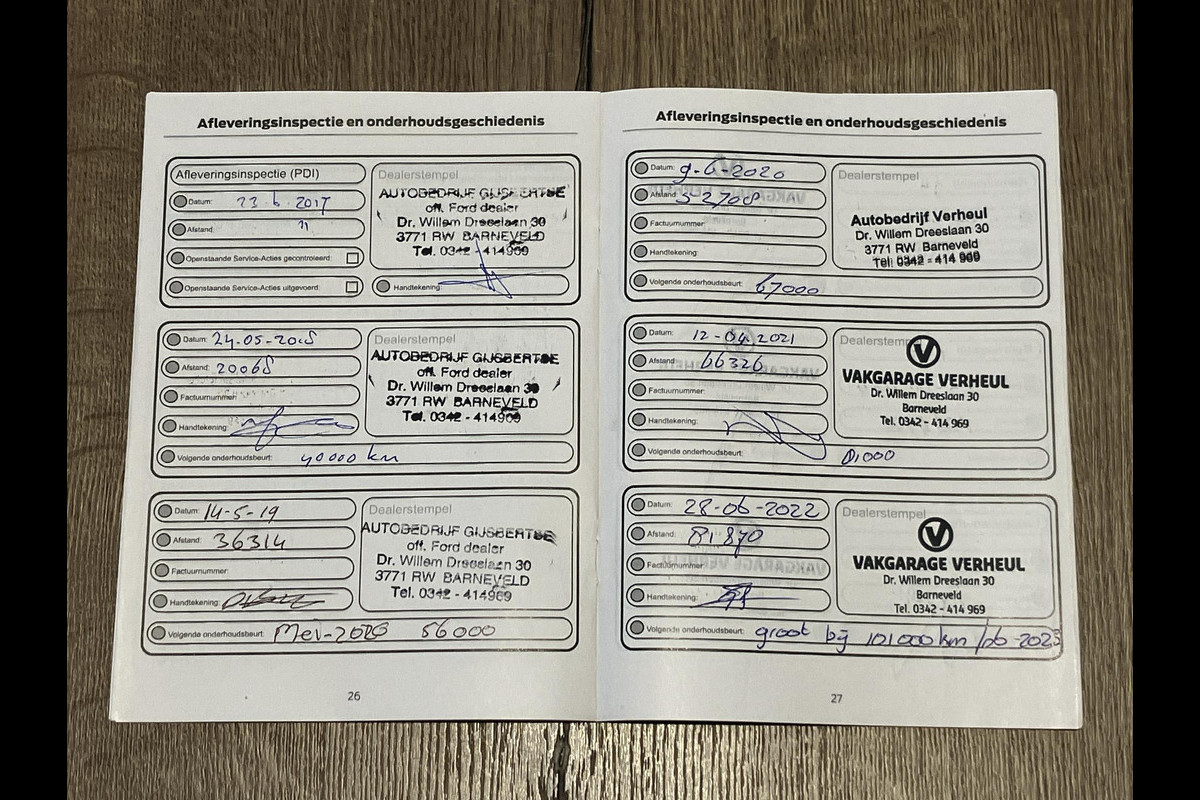 Afleveringsinspectie en onderhoudsgeschiedenis
Afleveringsinspectie (PDI)
Datum: 23.6.2017
Afstand: 11
Openstaande Service-Acties gecontroleerd:
Openstaande Service-Acties uitgevoerd:
Dealerstempel
AUTOBEDRIJF GIJSBERTSE
off. Ford dealer
Dr. Willem Dreeslaan 30
3771 RW BARNEVELD
Tel. 0342 - 414969
Handtekening:
Datum: 24-05-2018
Afstand: 20068
Factuurnummer:
Handtekening:
Dealerstempel
AUTOBEDRIJF GIJSBERTSE
off. Ford dealer
Dr. Willem Dreeslaan 30
3771 RW BARNEVELD
Tel. 0342 - 414969
Volgende onderhoudsbeurt: 40000 km
Datum: 14-5-19
Afstand: 36314
Factuurnummer:
Handtekening:
Dealerstempel
AUTOBEDRIJF GIJSBERTSE
off. Ford dealer
Dr. Willem Dreeslaan 30
3771 RW BARNEVELD
Tel. 0342 - 414969
Volgende onderhoudsbeurt: Mei-2020 56000
26
Afleveringsinspectie en onderhoudsgeschiedenis
Datum: 9-6-2020
Afstand: 52708
Factuurnummer:
Handtekening:
Dealerstempel
Autobedrijf Verheul
Dr. Willem Dreeslaan 30
3771 RW Barneveld
Tel: 0342 - 414 969
Volgende onderhoudsbeurt: 67000
Datum: 12-04-2021
Afstand: 66326
Factuurnummer:
Handtekening:
Dealerstempel
VAKGARAGE VERHEUL
Dr. Willem Dreeslaan 30
Barneveld
Tel. 0342 - 414 969
Volgende onderhoudsbeurt:
Datum: 28-06-2022
Afstand: 81.870
Factuurnummer:
Handtekening:
Dealerstempel
VAKGARAGE VERHEUL
Dr. Willem Dreeslaan 30
Barneveld
Tel. 0342 - 414 969
Volgende onderhoudsbeurt: groot bij 101000km /06-2023
27